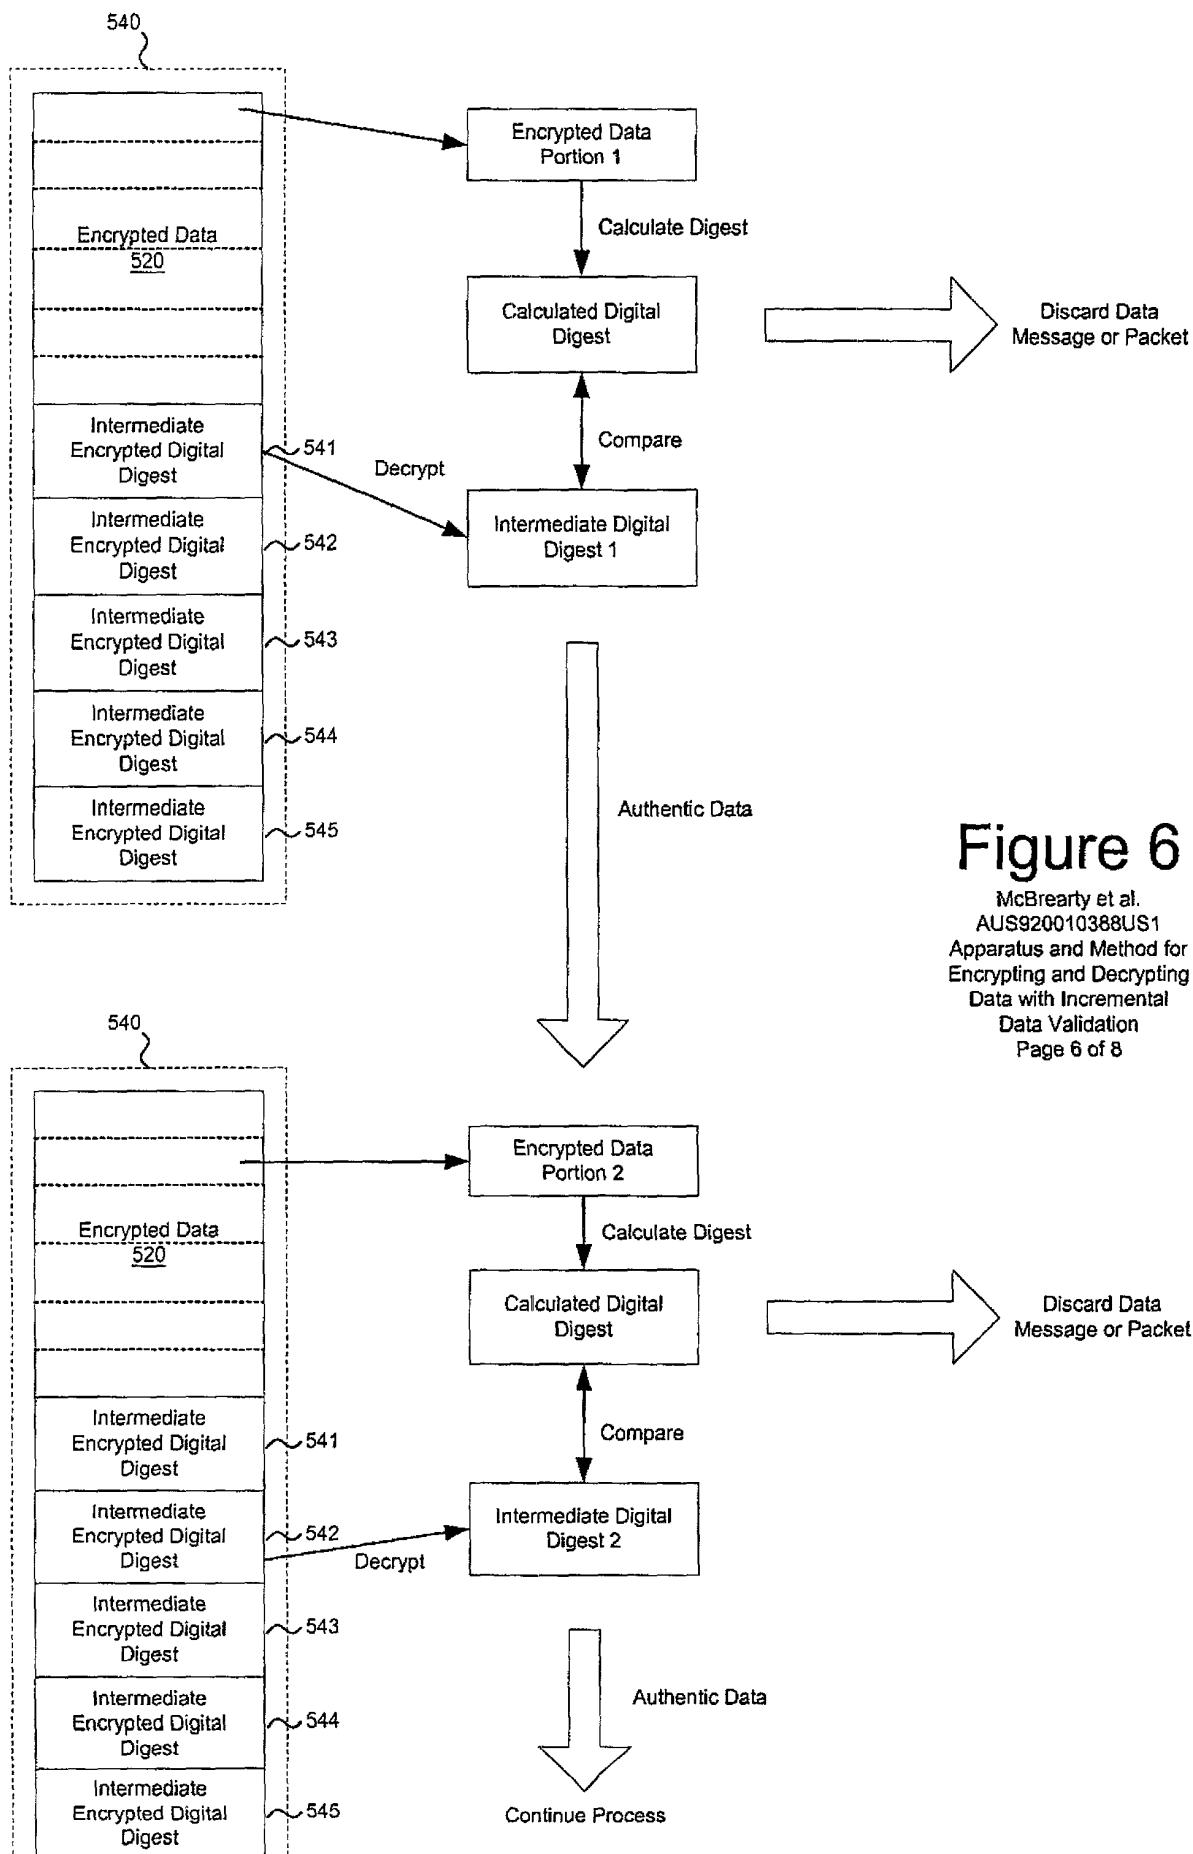 540
Encrypted Data
520
Intermediate
Encrypted Digital
Digest
541
Intermediate
Encrypted Digital
Digest
542
Intermediate
Encrypted Digital
Digest
543
Intermediate
Encrypted Digital
Digest
544
Intermediate
Encrypted Digital
Digest
545
Encrypted Data
Portion 1
Calculate Digest
Calculated Digital
Digest
Discard Data
Message or Packet
Compare
Decrypt
Intermediate Digital
Digest 1
Authentic Data
Figure 6
McBrearty et al.
AUS920010388US1
Apparatus and Method for
Encrypting and Decrypting
Data with Incremental
Data Validation
Page 6 of 8
540
Encrypted Data
520
Intermediate
Encrypted Digital
Digest
541
Intermediate
Encrypted Digital
Digest
542
Intermediate
Encrypted Digital
Digest
543
Intermediate
Encrypted Digital
Digest
544
Intermediate
Encrypted Digital
Digest
545
Encrypted Data
Portion 2
Calculate Digest
Calculated Digital
Digest
Discard Data
Message or Packet
Compare
Decrypt
Intermediate Digital
Digest 2
Authentic Data
Continue Process